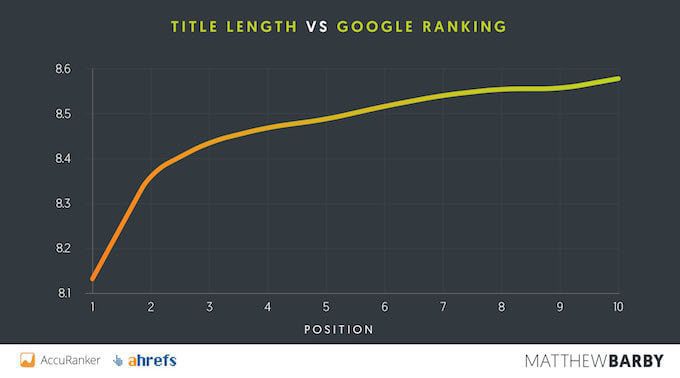 TITLE LENGTH VS GOOGLE RANKING
8.6
8.5
8.4
8.3
8.2
8.1
1 2 3 4 5 6 7 8 9 10
POSITION
AccuRanker ahrefs MATTHEWBARBY